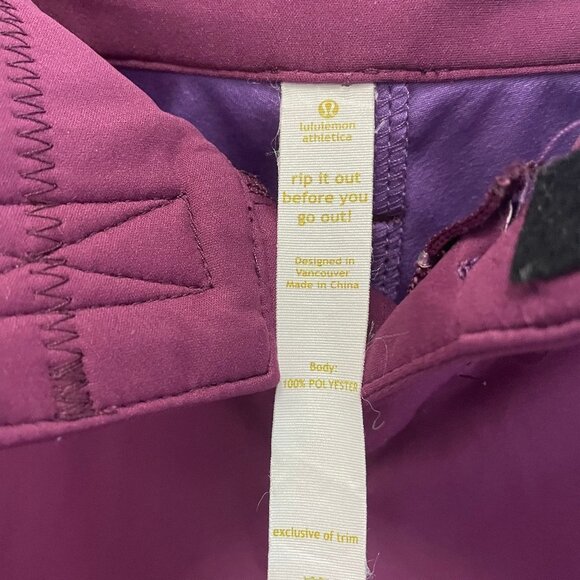 lululemon
athletica
rip it out
before you
go out!
Designed in
Vancouver
Made in China
Body:
100% POLYESTER
exclusive of trim